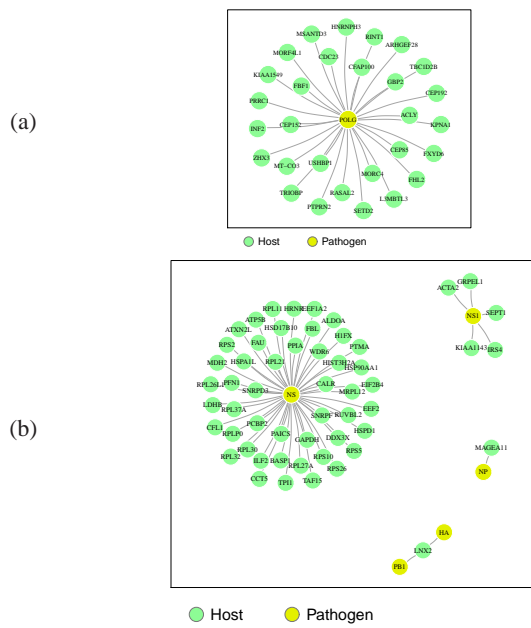 (a)
HNRNPH3
MSANTD3
RINT1
MORF4L1
CDC23
ARHGEF28
CFAP100
TBC1D2B
KIAA1549
FBF1
GBP2
CEP192
PRRC1
POLG
ACLY
INF2
CEP152
KPNA1
CEP85
ZHX3
MT-CO3
USHBP1
FXYD6
MORC4
FHL2
TRIOBP
RASAL2
L3MBTL3
PTPRN2
SETD2
Host Pathogen
(b)
GRPEL1
ACTA2
NS1
SEPT1
KIAA1143
IRS4
RPL11
HRNR
EEF1A2
ATP5B
HSD17B10
FBL
ALDOA
ATXN2L
H1FX
RPS2
FAU
PPIA
WDR6
PTMA
MDH2
HSPA1L
RPL21
HIST3H2A
HSP90AA1
RPL26L1
PFN1
SNRPD3
CALR
EIF2B4
NS
MRPL12
LDHB
RPL37A
EEF2
SNRPF
RUVBL2
CFL1
RPLP0
PCBP2
HSPD1
PAICS
GAPDH
DDX3X
RPL32
RPL30
RPS5
ILF2
BASP1
RPL27A
RPS10
RPS26
CCT5
TPI1
TAF15
MAGEA11
NP
HA
LNX2
PB1
Host Pathogen